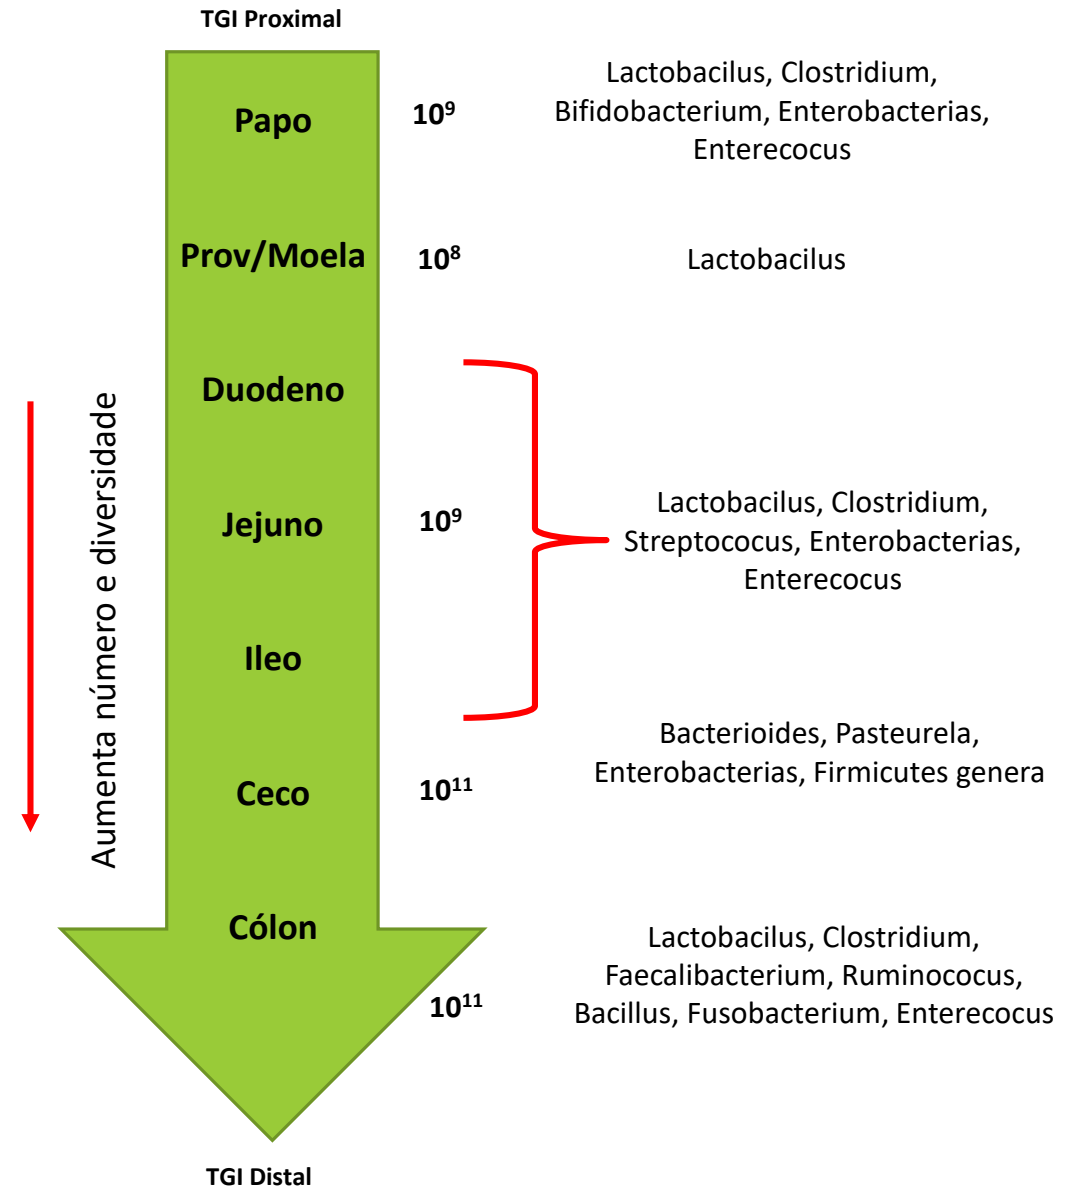 TGI Proximal
Papo
10⁹
Lactobacilus, Clostridium,
Bifidobacterium, Enterobacterias,
Enterecocus
Prov/Moela
10⁸
Lactobacilus
Duodeno
Aumenta número e diversidade
Jejuno
10⁹
Lactobacilus, Clostridium,
Streptococus, Enterobacterias,
Enterecocus
Ileo
Bacterioides, Pasteurela,
Enterobacterias, Firmicutes genera
Ceco
10¹¹
Cólon
10¹¹
Lactobacilus, Clostridium,
Faecalibacterium, Ruminococus,
Bacillus, Fusobacterium, Enterecocus
TGI Distal